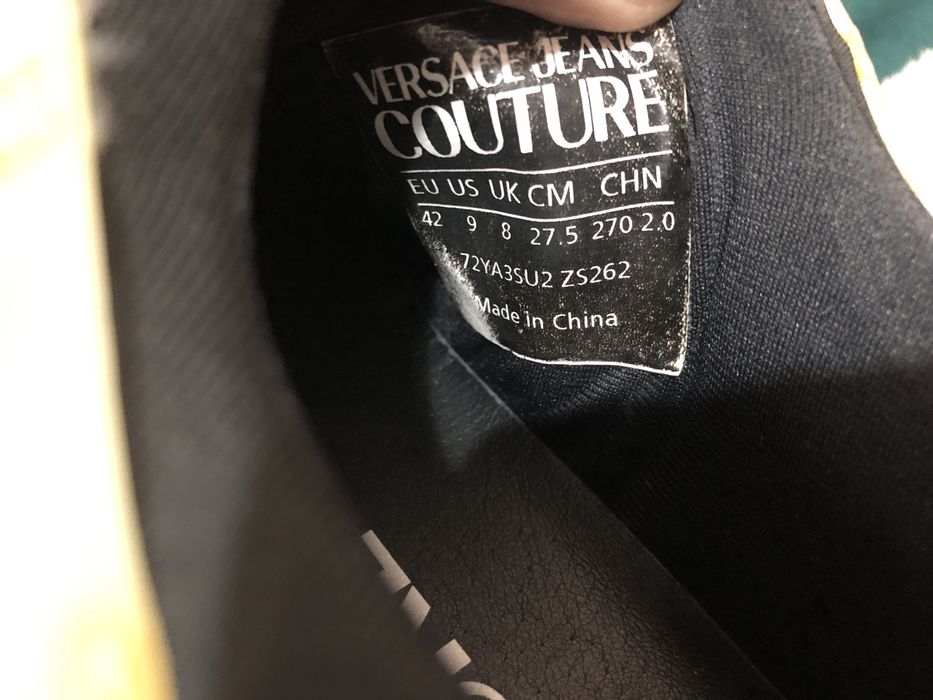 VERSACE JEANS
COUTURE
EU US UK CM CHN
42 9 8 27.5 270 2.0
72YA3SU2 ZS262
Made in China